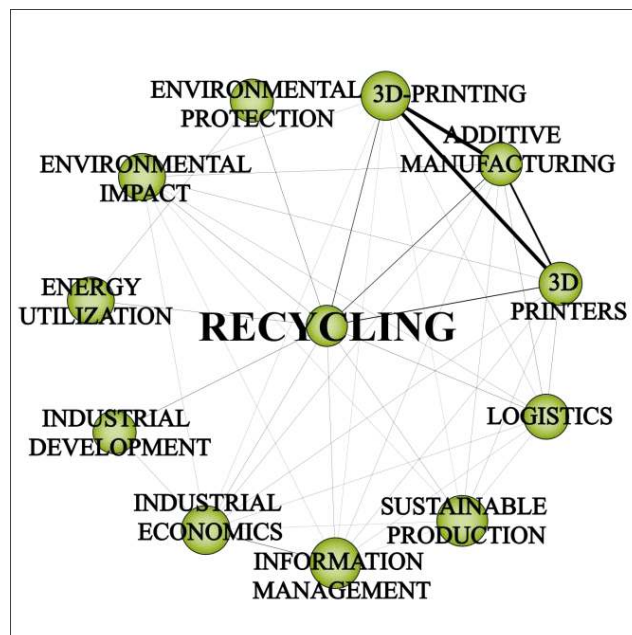 ENVIRONMENTAL
PROTECTION
3D-PRINTING
ADDITIVE
MANUFACTURING
ENVIRONMENTAL
IMPACT
ENERGY
UTILIZATION
3D
PRINTERS
RECYCLING
LOGISTICS
INDUSTRIAL
DEVELOPMENT
INDUSTRIAL
ECONOMICS
SUSTAINABLE
PRODUCTION
INFORMATION
MANAGEMENT